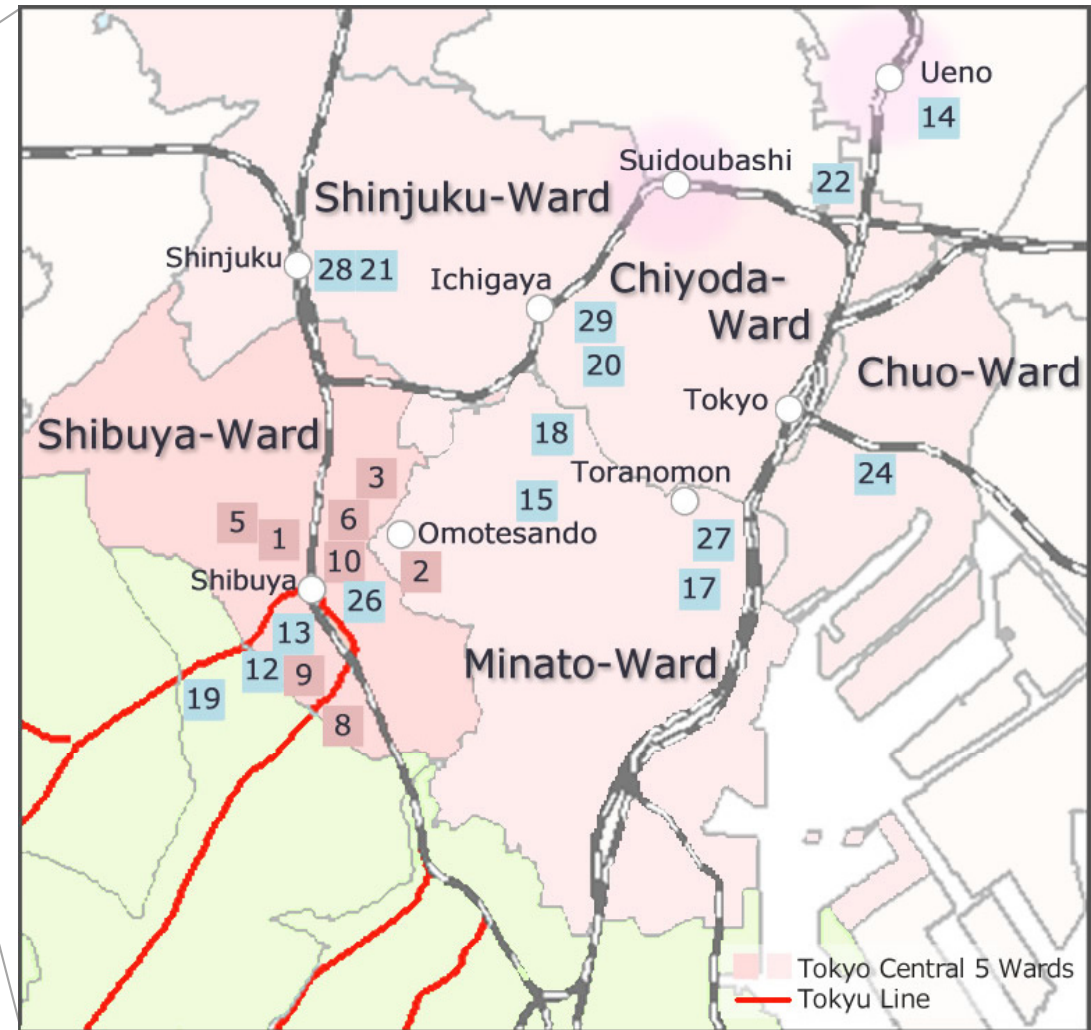 Ueno
14
Suidoubashi
22
Shinjuku-Ward
Shinjuku
28 21
Ichigaya
Chiyoda-
Ward
29
20
Chuo-Ward
Tokyo
Shibuya-Ward
18
Toranomon
24
3
15
5
6
1
Omotesando
27
10
2
Shibuya
26
17
13
Minato-Ward
12
9
19
8
Tokyo Central 5 Wards
Tokyu Line